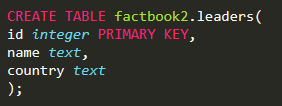 CREATE TABLE factbook2.leaders(
id integer PRIMARY KEY,
name text,
country text
);